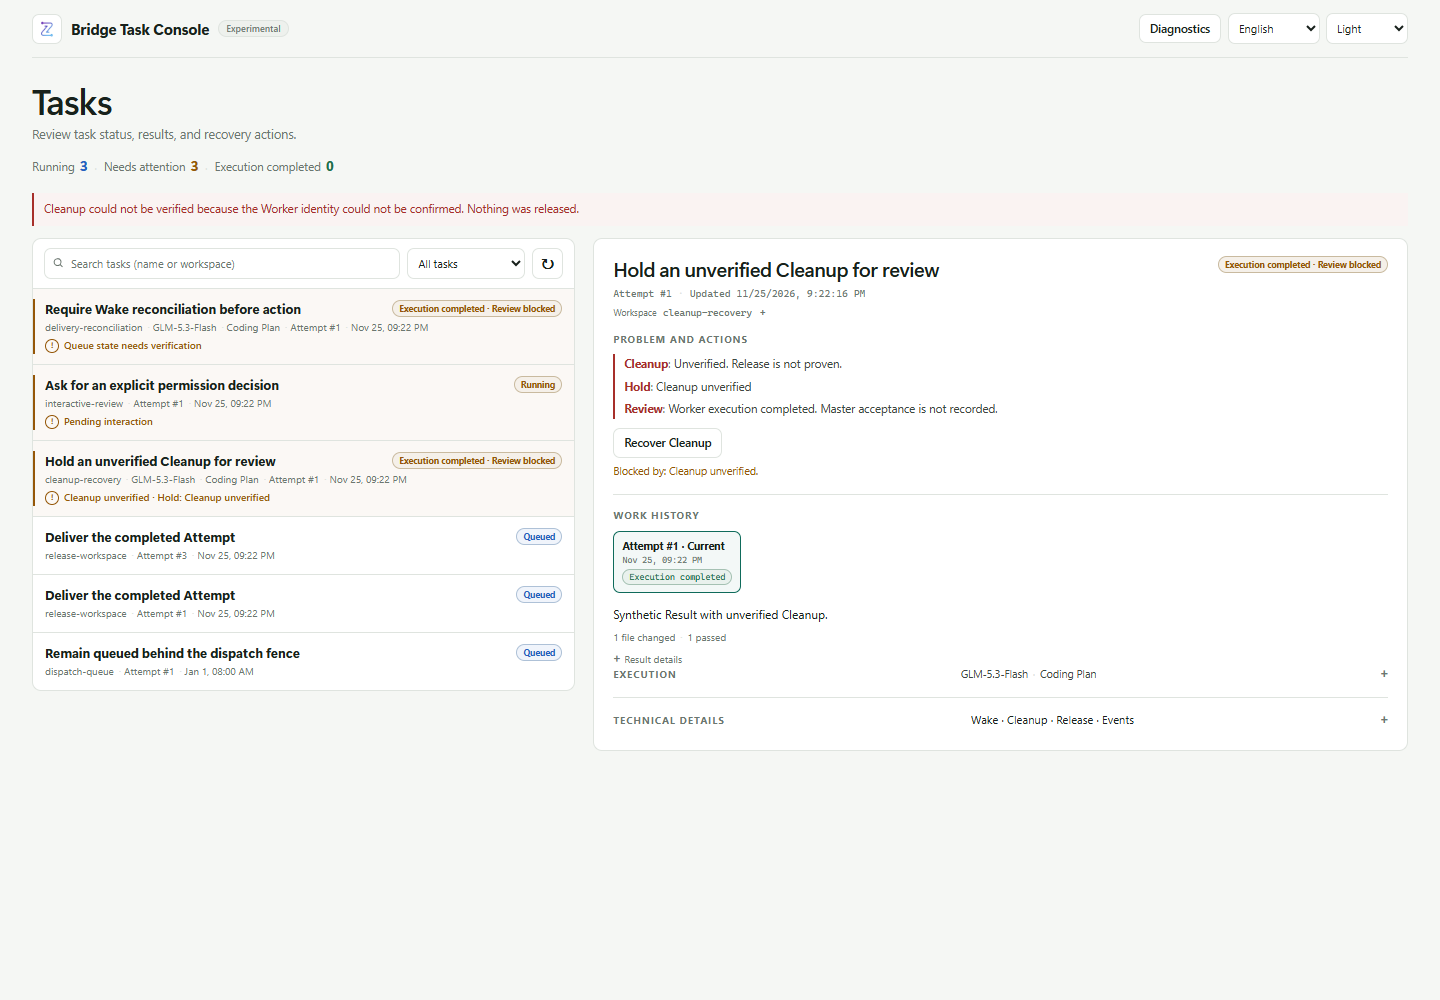 Bridge Task Console Experimental
Diagnostics English Light
Tasks
Review task status, results, and recovery actions.
Running 3 · Needs attention 3 · Execution completed 0
Cleanup could not be verified because the Worker identity could not be confirmed. Nothing was released.
Search tasks (name or workspace) All tasks
Require Wake reconciliation before action Execution completed · Review blocked
delivery-reconciliation · GLM-5.3-Flash · Coding Plan · Attempt #1 · Nov 25, 09:22 PM
! Queue state needs verification
Ask for an explicit permission decision Running
interactive-review · Attempt #1 · Nov 25, 09:22 PM
! Pending interaction
Hold an unverified Cleanup for review Execution completed · Review blocked
cleanup-recovery · GLM-5.3-Flash · Coding Plan · Attempt #1 · Nov 25, 09:22 PM
! Cleanup unverified · Hold: Cleanup unverified
Deliver the completed Attempt Queued
release-workspace · Attempt #3 · Nov 25, 09:22 PM
Deliver the completed Attempt Queued
release-workspace · Attempt #1 · Nov 25, 09:22 PM
Remain queued behind the dispatch fence Queued
dispatch-queue · Attempt #1 · Jan 1, 08:00 AM
Hold an unverified Cleanup for review Execution completed · Review blocked
Attempt #1 · Updated 11/25/2026, 9:22:16 PM
Workspace cleanup-recovery +
PROBLEM AND ACTIONS
Cleanup: Unverified. Release is not proven.
Hold: Cleanup unverified
Review: Worker execution completed. Master acceptance is not recorded.
Recover Cleanup
Blocked by: Cleanup unverified.
WORK HISTORY
Attempt #1 · Current
Nov 25, 09:22 PM
Execution completed
Synthetic Result with unverified Cleanup.
1 file changed · 1 passed
+ Result details
EXECUTION GLM-5.3-Flash · Coding Plan +
TECHNICAL DETAILS Wake · Cleanup · Release · Events +